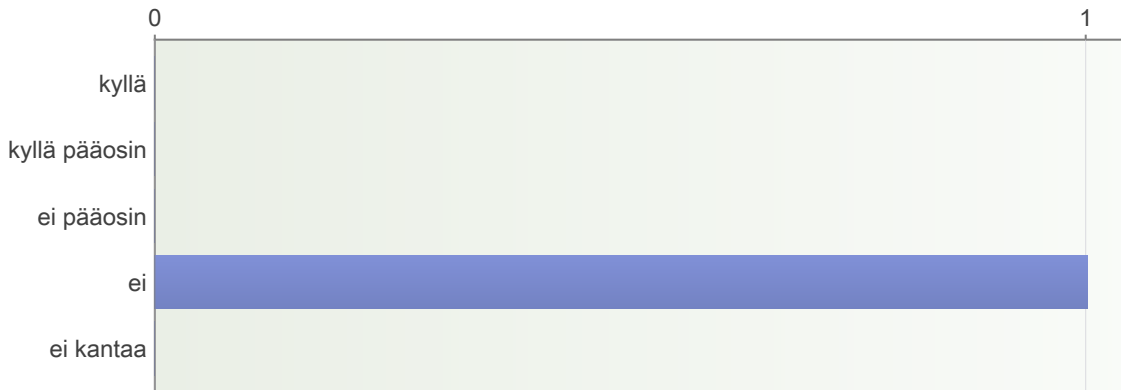 0 1
kyllä
kyllä pääosin
ei pääosin
ei
ei kantaa